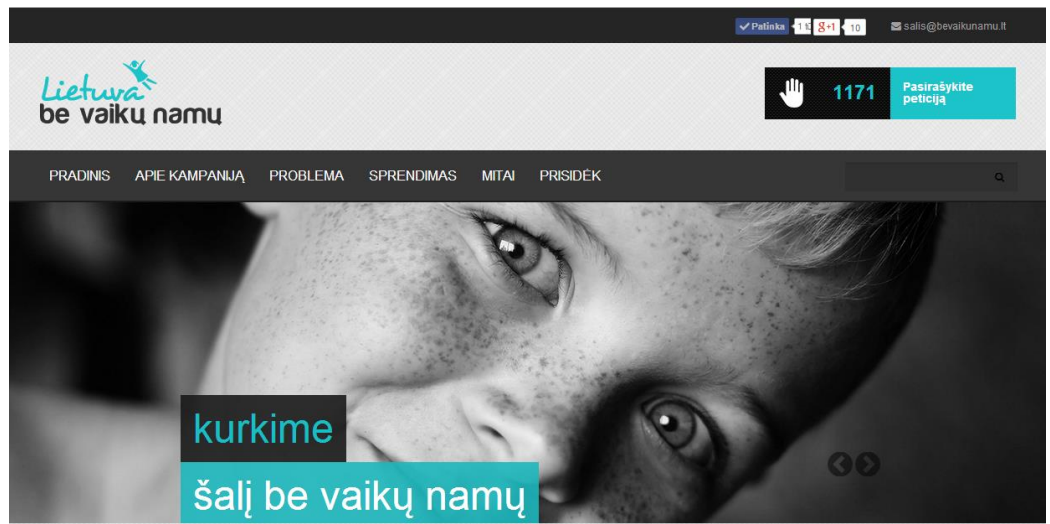 Patinka
g+1
10
salis@bevaikunamu.lt
Lietuva
be vaikų namų
1171
Pasirašykite
peticiją
PRADINIS APIE KAMPANIJĄ PROBLEMA SPRENDIMAS MITAI PRISIDĖK
kurkime
šalį be vaikų namų